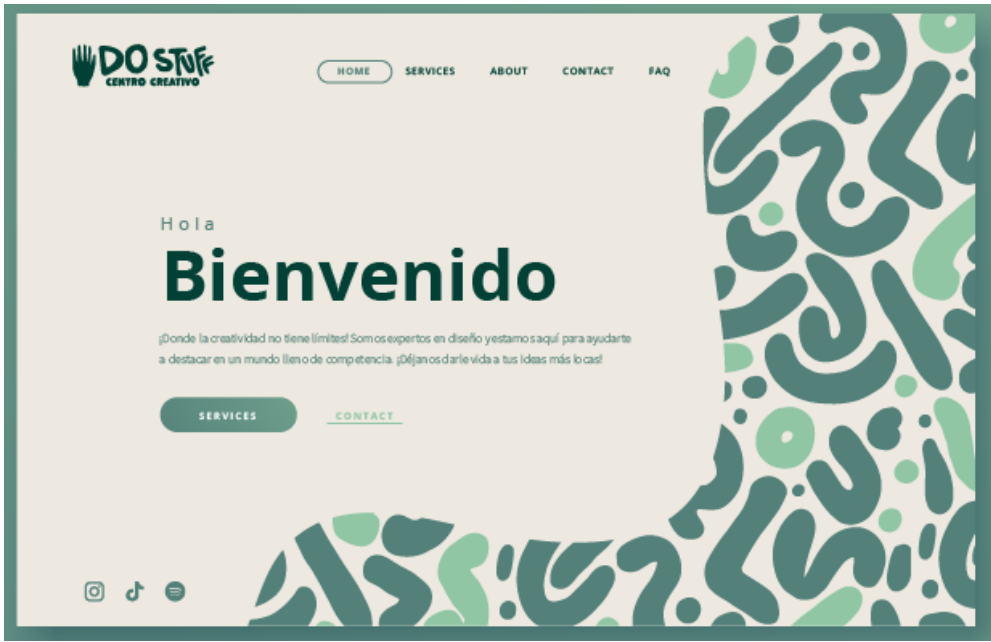 DO STUFF
CENTRO CREATIVO
HOME SERVICES ABOUT CONTACT FAQ
Hola
Bienvenido
¡Donde la creatividad no tiene límites! Somos expertos en diseño y estamos aquí para ayudarte
a destacar en un mundo lleno de competencia. ¡Déjanos darle vida a tus ideas más locas!
SERVICES CONTACT